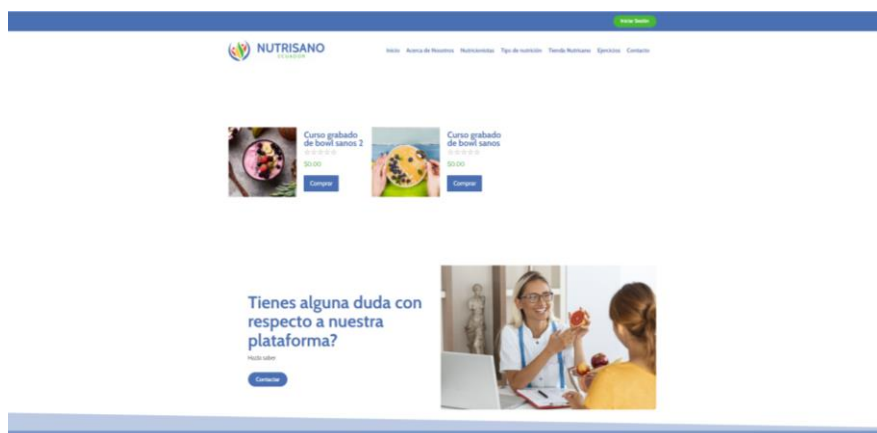 Iniciar Sesión
NUTRISANO
ECUADOR
Inicio Acerca de Nosotros Nutricionistas Tipo de nutrición Tienda Nutrisano Ejercicios Contacto
Curso grabado
de bowl sanos 2
$0.00
Comprar
Curso grabado
de bowl sanos
$0.00
Comprar
Tienes alguna duda con
respecto a nuestra
plataforma?
Hazlo saber
Contactar